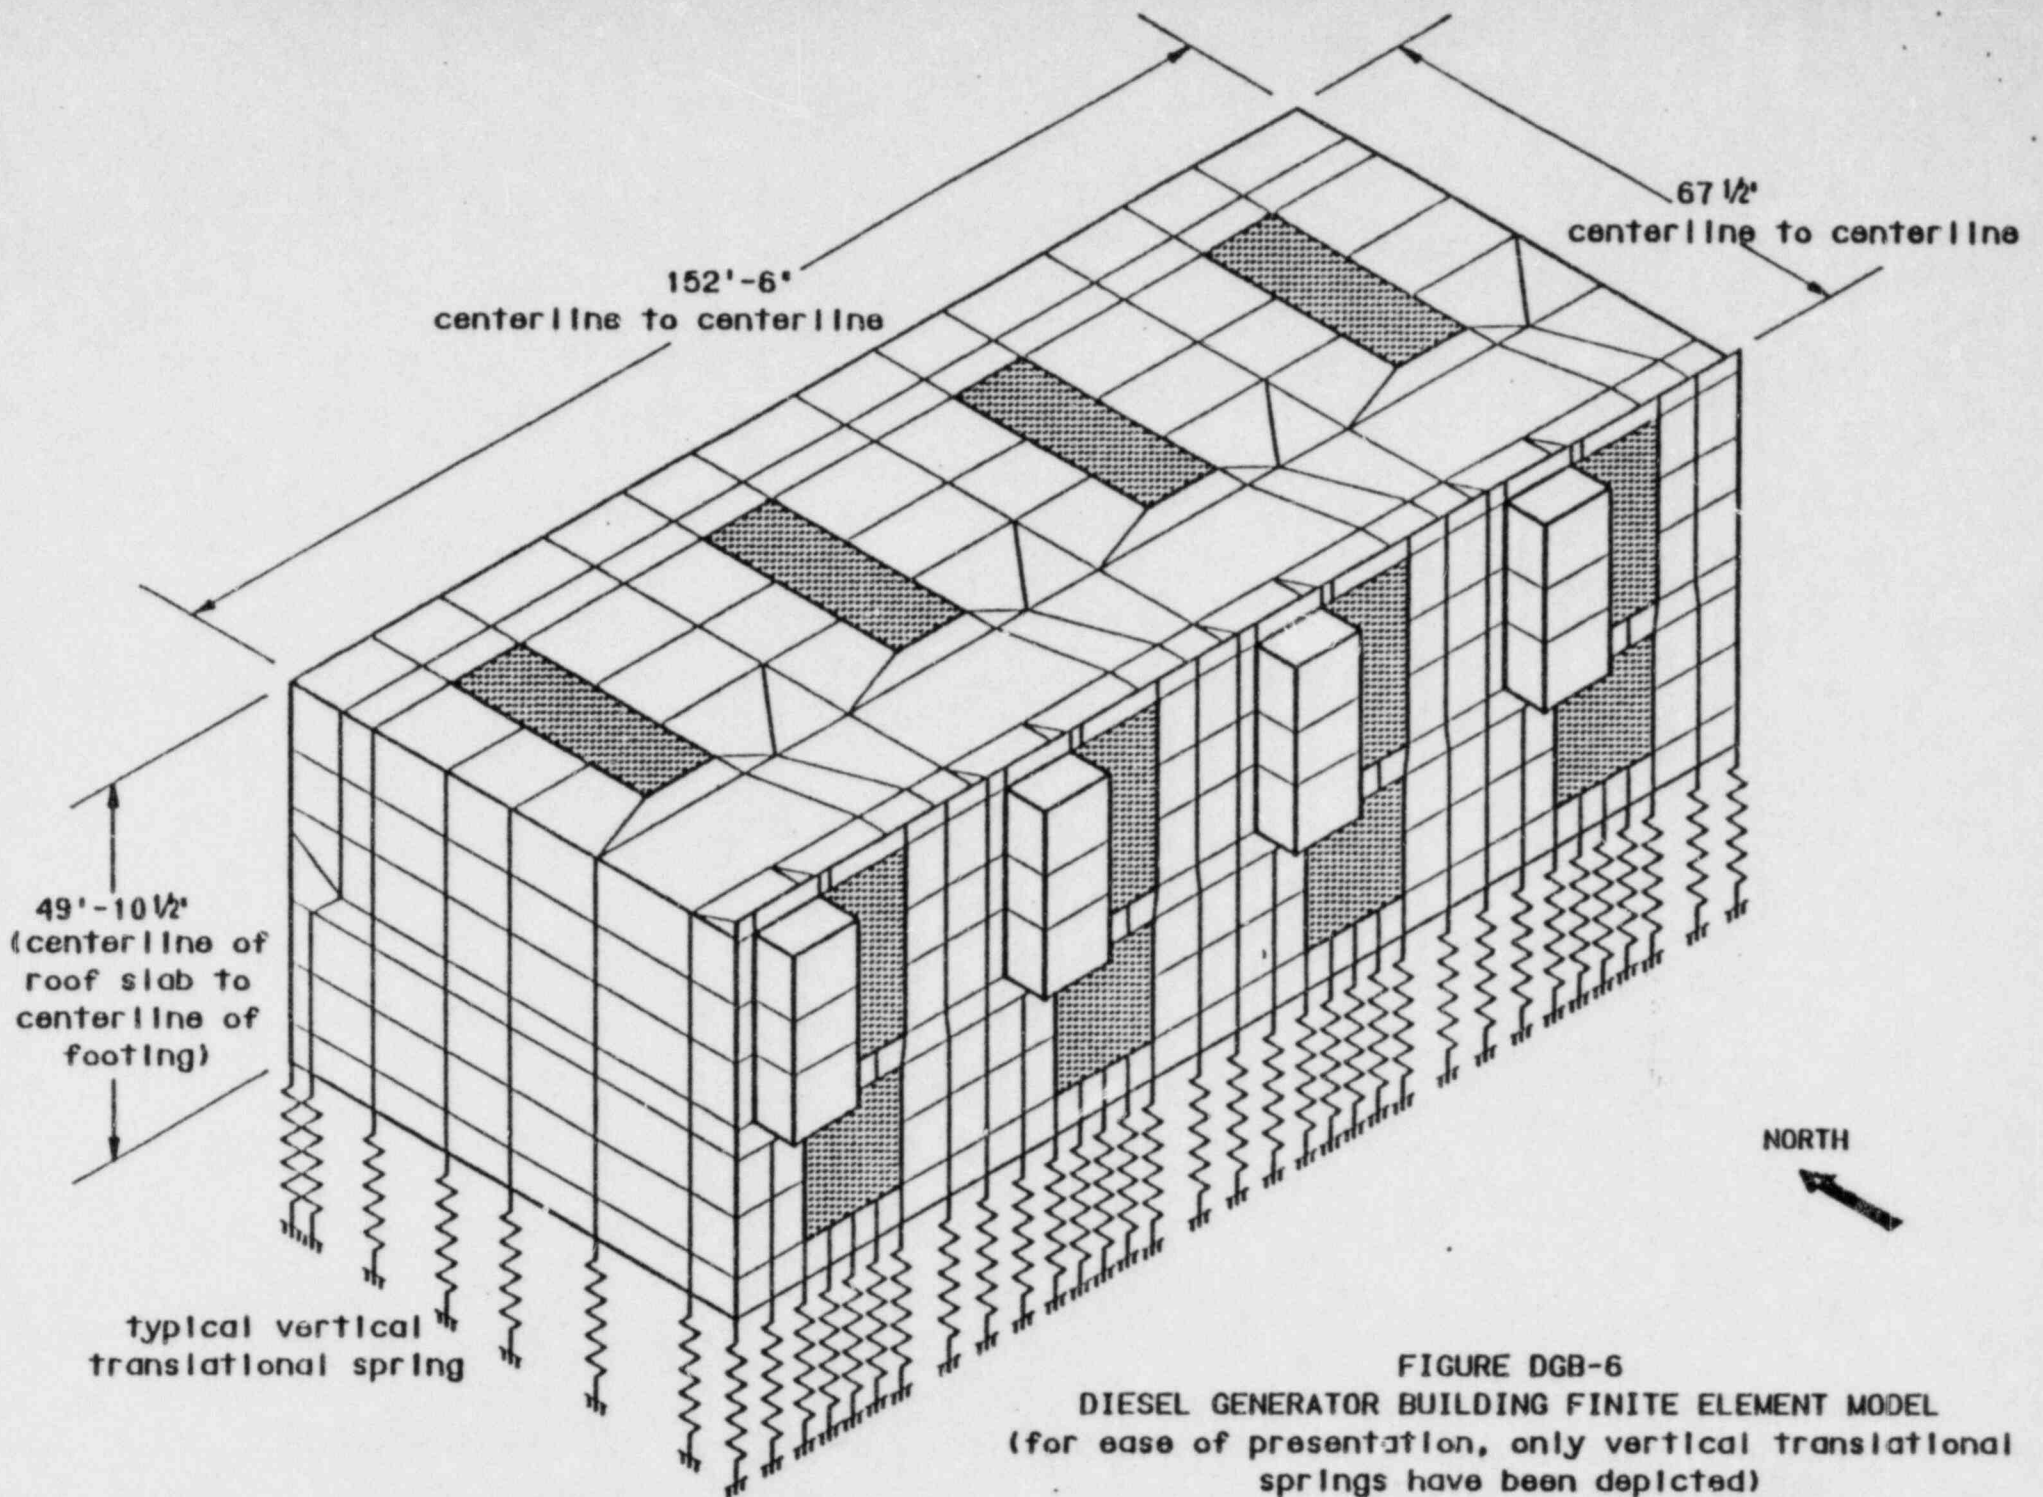 67 1/2'
centerline to centerline
152'-6"
centerline to centerline
49'-10 1/2"
(centerline of
roof slab to
centerline of
footing)
NORTH
typical vertical
translational spring
FIGURE DGB-6
DIESEL GENERATOR BUILDING FINITE ELEMENT MODEL
(for ease of presentation, only vertical translational
springs have been depicted)